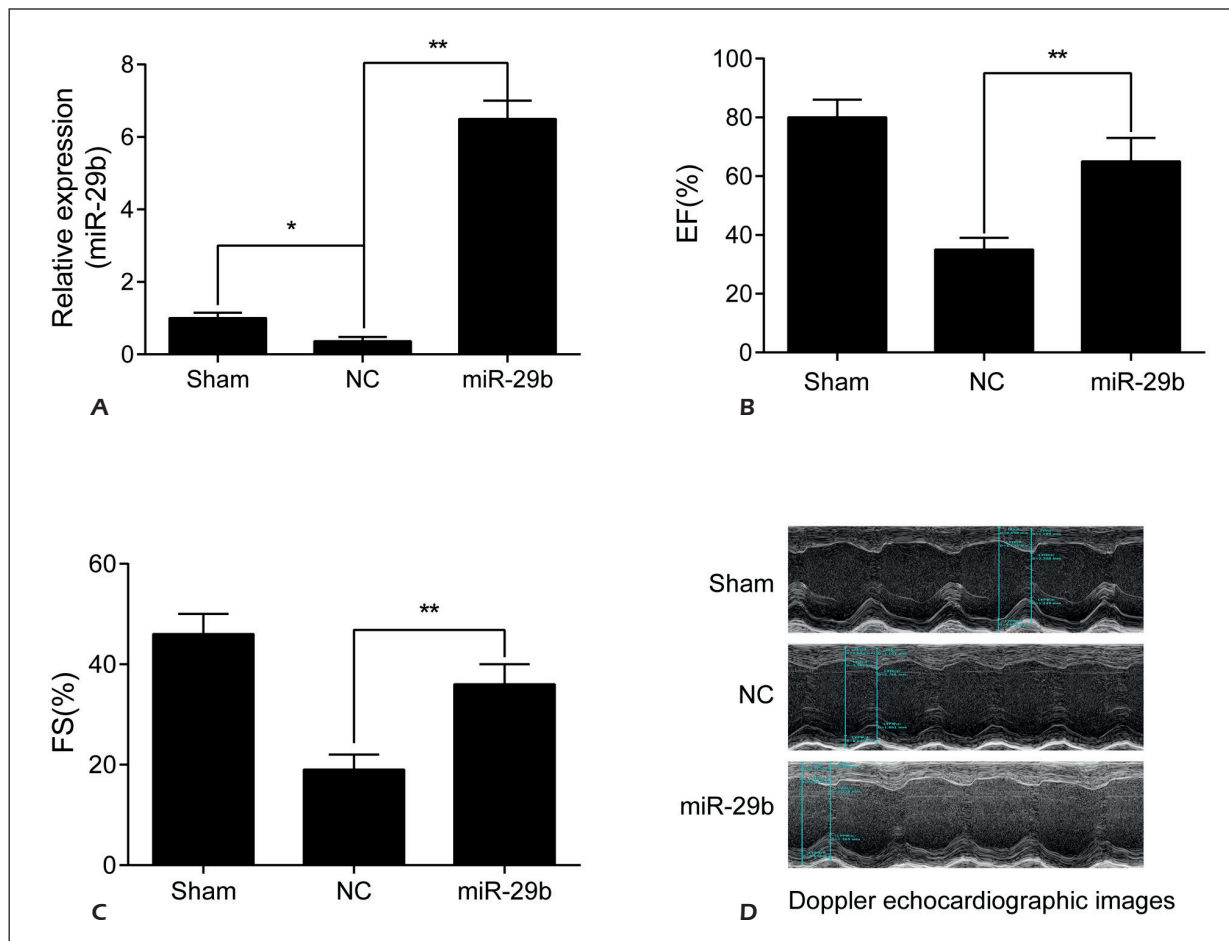 8
6
4
2
0
Relative expression
(miR-29b)
*
**
Sham NC miR-29b
A
100
80
60
40
20
0
EF(%)
**
Sham NC miR-29b
B
60
40
20
0
FS(%)
**
Sham NC miR-29b
C
Sham
NC
miR-29b
D Doppler echocardiographic images